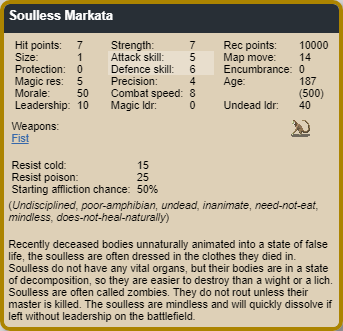 Soulless Markata
Hit points: 7 Strength: 7 Rec points: 10000
Size: 1 Attack skill: 5 Map move: 14
Protection: 0 Defence skill: 6 Encumbrance: 0
Magic res: 5 Precision: 4 Age: 187
Morale: 50 Combat speed: 8 (500)
Leadership: 10 Magic ldr: 0 Undead ldr: 40
Weapons:
Fist
Resist cold: 15
Resist poison: 25
Starting affliction chance: 50%
(Undisciplined, poor-amphibian, undead, inanimate, need-not-eat,
mindless, does-not-heal-naturally)
Recently deceased bodies unnaturally animated into a state of false
life, the soulless are often dressed in the clothes they died in.
Soulless do not have any vital organs, but their bodies are in a state
of decomposition, so they are easier to destroy than a wight or a lich.
Soulless are often called zombies. They do not rout unless their
master is killed. The soulless are mindless and will quickly dissolve if
left without leadership on the battlefield.